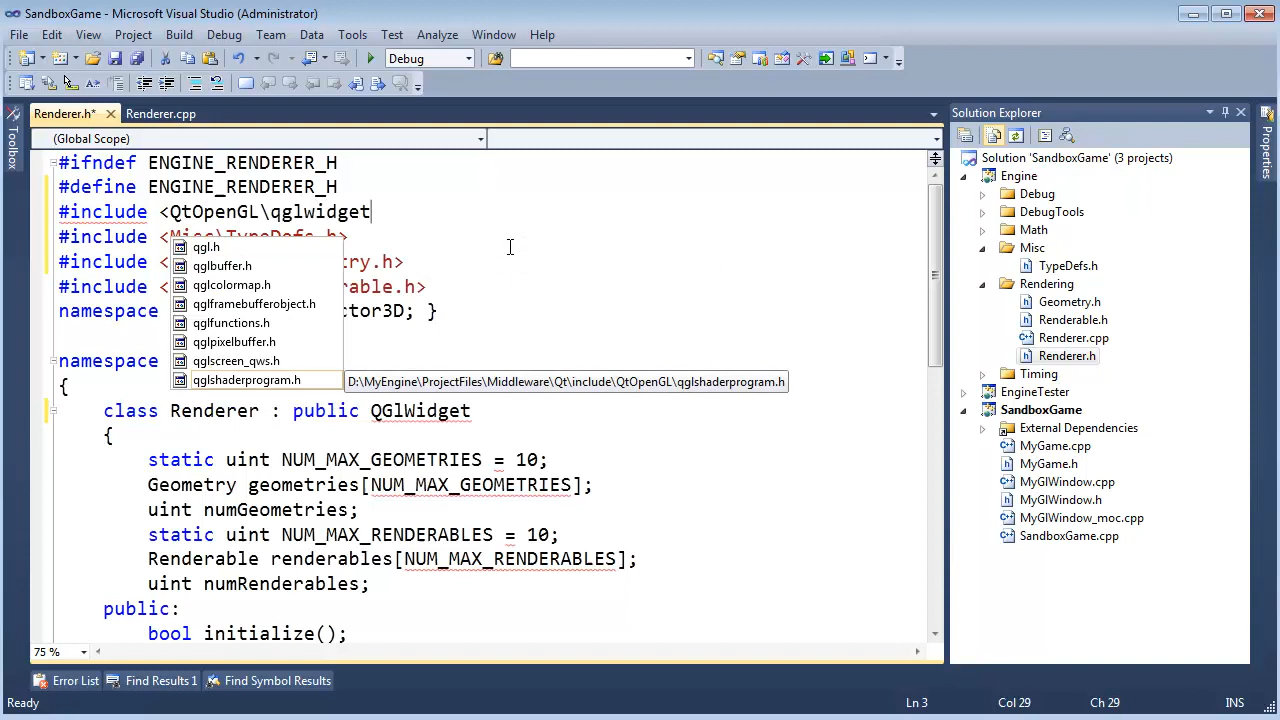 SandboxGame - Microsoft Visual Studio (Administrator)
File Edit View Project Build Debug Team Data Tools Test Analyze Window Help
Debug
Renderer.h* Renderer.cpp
Solution Explorer
Toolbox
Properties
(Global Scope)
#ifndef ENGINE_RENDERER_H
#define ENGINE_RENDERER_H
#include <QtOpenGL\qglwidget
#include <Misc\TypeDefs.h>
#include < try.h>
#include < rable.h>
namespace ctor3D; }
namespace
{
class Renderer : public QGlWidget
{
static uint NUM_MAX_GEOMETRIES = 10;
Geometry geometries[NUM_MAX_GEOMETRIES];
uint numGeometries;
static uint NUM_MAX_RENDERABLES = 10;
Renderable renderables[NUM_MAX_RENDERABLES];
uint numRenderables;
public:
bool initialize();
qgl.h
qglbuffer.h
qglcolormap.h
qglframebufferobject.h
qglfunctions.h
qglpixelbuffer.h
qglscreen_qws.h
qglshaderprogram.h
D:\MyEngine\ProjectFiles\Middleware\Qt\include\QtOpenGL\qglshaderprogram.h
Solution 'SandboxGame' (3 projects)
Engine
Debug
DebugTools
Math
Misc
TypeDefs.h
Rendering
Geometry.h
Renderable.h
Renderer.cpp
Renderer.h
Timing
EngineTester
SandboxGame
External Dependencies
MyGame.cpp
MyGame.h
MyGlWindow.cpp
MyGlWindow.h
MyGlWindow_moc.cpp
SandboxGame.cpp
75 %
Error List Find Results 1 Find Symbol Results
Ready Ln 3 Col 29 Ch 29 INS